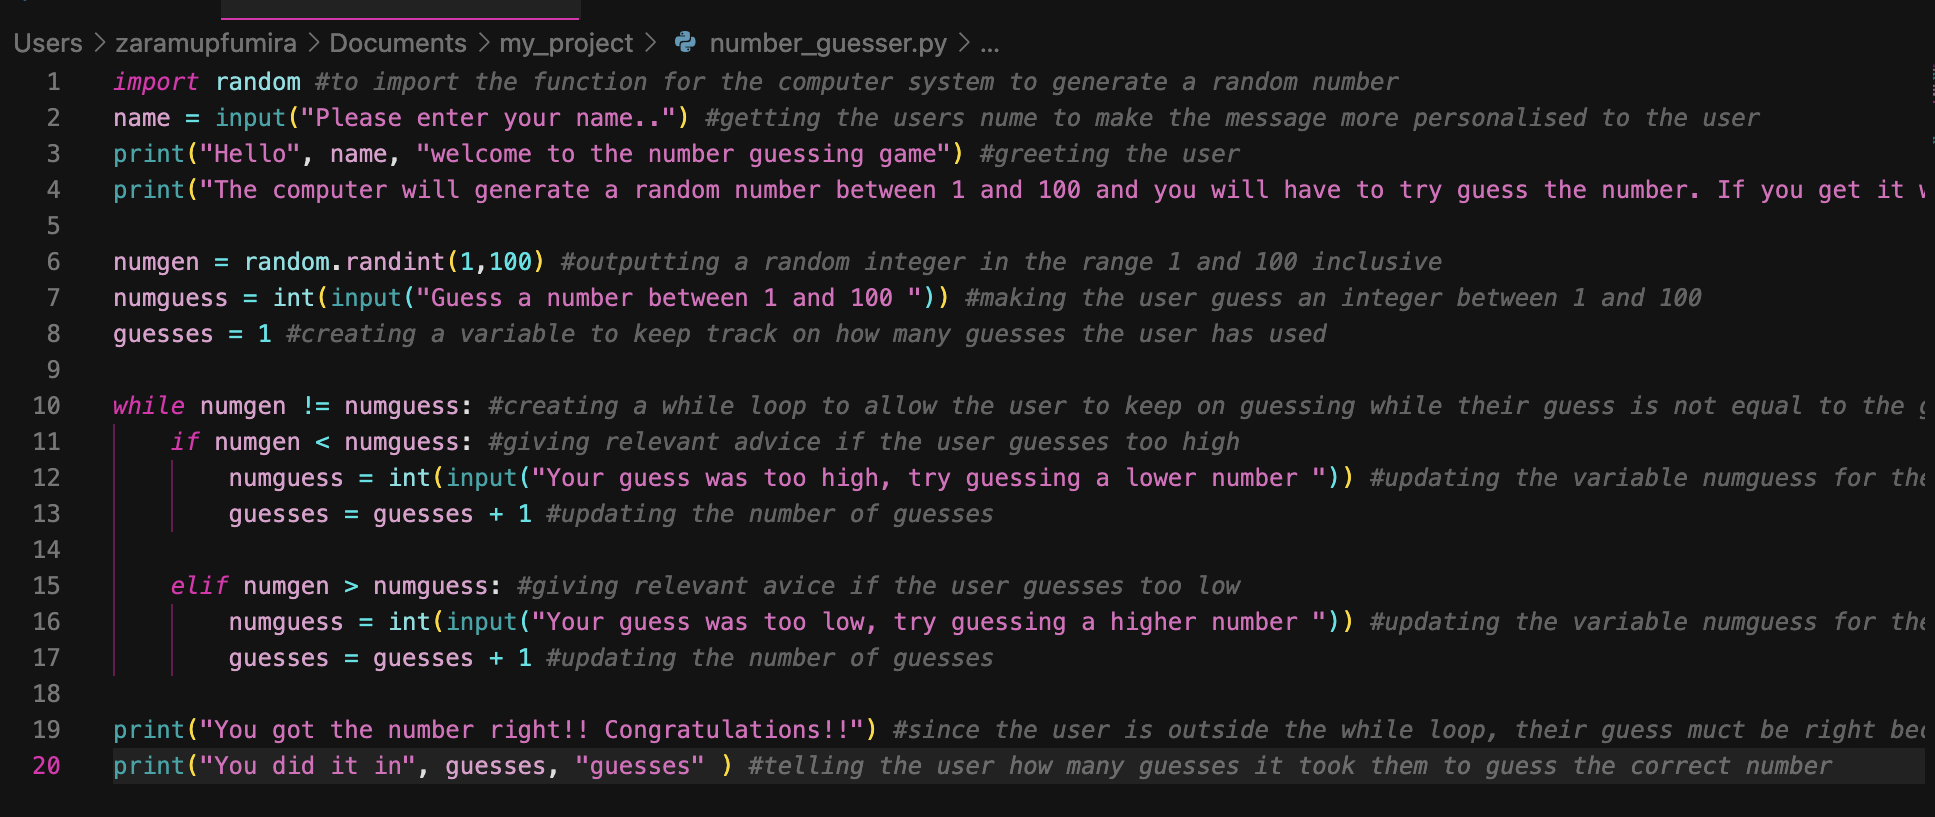 Users > zaramupfumira > Documents > my_project > number_guesser.py > ...
1 import random #to import the function for the computer system to generate a random number
2 name = input("Please enter your name..") #getting the users nume to make the message more personalised to the user
3 print("Hello", name, "welcome to the number guessing game") #greeting the user
4 print("The computer will generate a random number between 1 and 100 and you will have to try guess the number. If you get it
5
6 numgen = random.randint(1,100) #outputting a random integer in the range 1 and 100 inclusive
7 numguess = int(input("Guess a number between 1 and 100 ")) #making the user guess an integer between 1 and 100
8 guesses = 1 #creating a variable to keep track on how many guesses the user has used
9
10 while numgen != numguess: #creating a while loop to allow the user to keep on guessing while their guess is not equal to the
11     if numgen < numguess: #giving relevant advice if the user guesses too high
12         numguess = int(input("Your guess was too high, try guessing a lower number ")) #updating the variable numguess for the
13         guesses = guesses + 1 #updating the number of guesses
14
15     elif numgen > numguess: #giving relevant avice if the user guesses too low
16         numguess = int(input("Your guess was too low, try guessing a higher number ")) #updating the variable numguess for the
17         guesses = guesses + 1 #updating the number of guesses
18
19 print("You got the number right!! Congratulations!!") #since the user is outside the while loop, their guess muct be right
20 print("You did it in", guesses, "guesses" ) #telling the user how many guesses it took them to guess the correct number